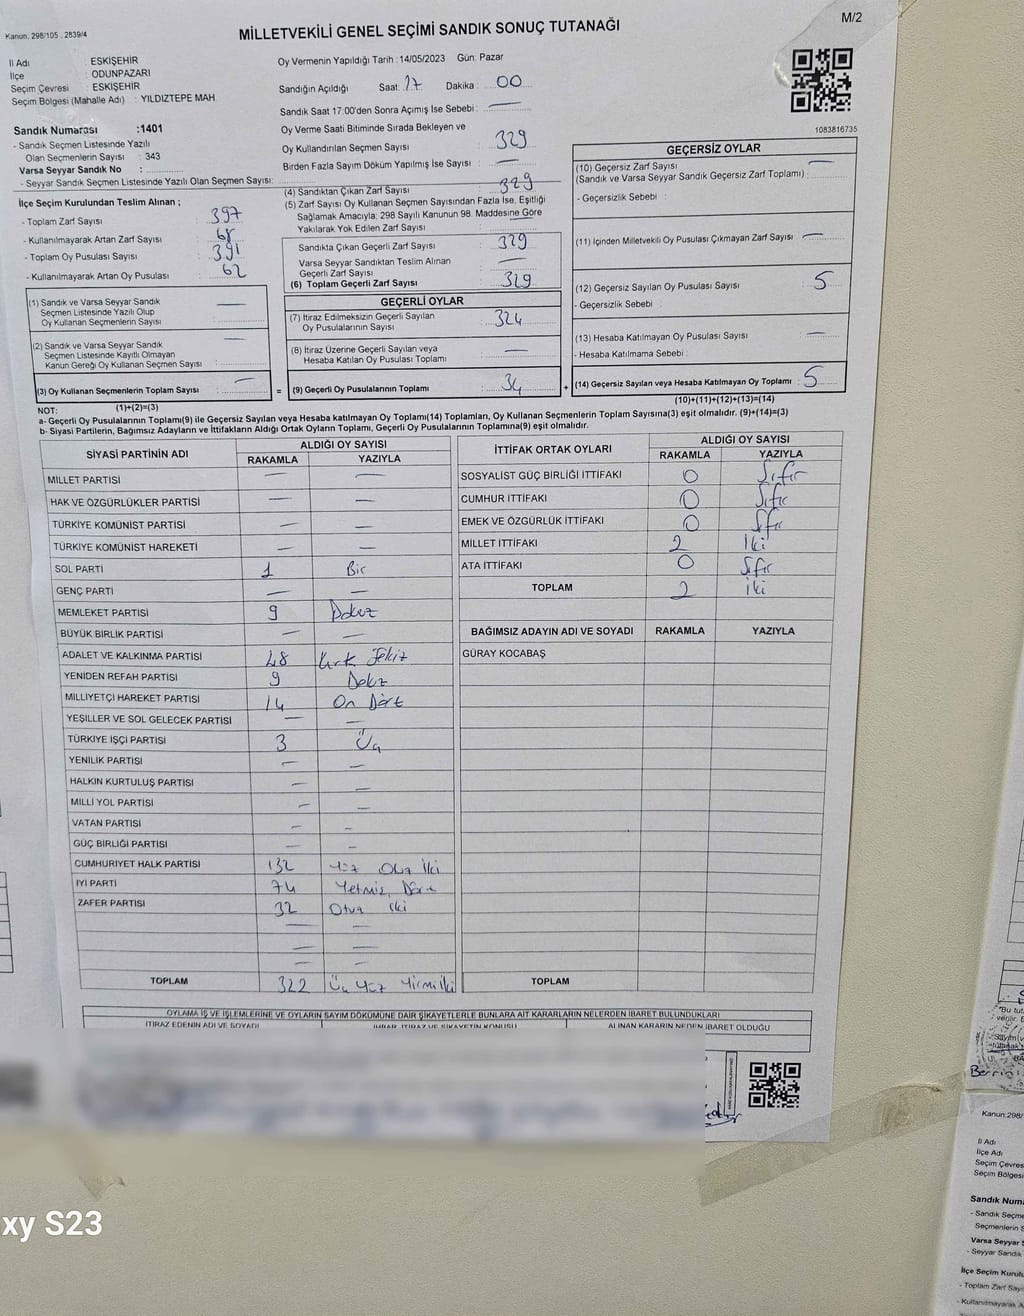 M/2
Kanun: 298/105 , 2839/4
MİLLETVEKİLİ GENEL SEÇİMİ SANDIK SONUÇ TUTANAĞI
İl Adı : ESKİŞEHİR
İlçe : ODUNPAZARI
Seçim Çevresi : ESKİŞEHİR
Seçim Bölgesi (Mahalle Adı) : YILDIZTEPE MAH
Oy Vermenin Yapıldığı Tarih :14/05/2023 Gün: Pazar
Sandığın Açıldığı Saat: 17 Dakika : 00
Sandık Saat 17:00'den Sonra Açımış İse Sebebi : —
Oy Verme Saati Bitiminde Sırada Bekleyen ve
Oy Kullandırılan Seçmen Sayısı 329
Birden Fazla Sayım Döküm Yapılmış İse Sayısı —
1083816735
Sandık Numarası :1401
- Sandık Seçmen Listesinde Yazılı
Olan Seçmenlerin Sayısı : 343
Varsa Seyyar Sandık No :
- Seyyar Sandık Seçmen Listesinde Yazılı Olan Seçmen Sayısı:
İlçe Seçim Kurulundan Teslim Alınan ;
- Toplam Zarf Sayısı 397
- Kullanılmayarak Artan Zarf Sayısı 68
- Toplam Oy Pusulası Sayısı 391
- Kullanılmayarak Artan Oy Pusulası 62
(1) Sandık ve Varsa Seyyar Sandık
Seçmen Listesinde Yazılı Olup
Oy Kullanan Seçmenlerin Sayısı —
(2) Sandık ve Varsa Seyyar Sandık
Seçmen Listesinde Kayıtlı Olmayan
Kanun Gereği Oy Kullanan Seçmen Sayısı —
(3) Oy Kullanan Seçmenlerin Toplam Sayısı —
(1)+(2)=(3)
(4) Sandıktan Çıkan Zarf Sayısı 329
(5) Zarf Sayısı Oy Kullanan Seçmen Sayısından Fazla İse, Eşitliği
Sağlamak Amacıyla; 298 Sayılı Kanunun 98. Maddesine Göre
Yakılarak Yok Edilen Zarf Sayısı —
Sandıkta Çıkan Geçerli Zarf Sayısı 329
Varsa Seyyar Sandıktan Teslim Alınan
Geçerli Zarf Sayısı —
(6) Toplam Geçerli Zarf Sayısı 329
GEÇERLİ OYLAR
(7) İtiraz Edilmeksizin Geçerli Sayılan
Oy Pusulalarının Sayısı 324
(8) İtiraz Üzerine Geçerli Sayılan veya
Hesaba Katılan Oy Pusulası Toplamı —
= (9) Geçerli Oy Pusulalarının Toplamı 34
GEÇERSİZ OYLAR
(10) Geçersiz Zarf Sayısı —
(Sandık ve Varsa Seyyar Sandık Geçersiz Zarf Toplamı) :
- Geçersizlik Sebebi :
(11) İçinden Milletvekili Oy Pusulası Çıkmayan Zarf Sayısı —
(12) Geçersiz Sayılan Oy Pusulası Sayısı 5
- Geçersizlik Sebebi :
(13) Hesaba Katılmayan Oy Pusulası Sayısı —
- Hesaba Katılmama Sebebi :
+ (14) Geçersiz Sayılan veya Hesaba Katılmayan Oy Toplamı : 5
(10)+(11)+(12)+(13)=(14)
NOT:
a- Geçerli Oy Pusulalarının Toplamı(9) ile Geçersiz Sayılan veya Hesaba katılmayan Oy Toplamı(14) Toplamları, Oy Kullanan Seçmenlerin Toplam Sayısına(3) eşit olmalıdır. (9)+(14)=(3)
b- Siyasi Partilerin, Bağımsız Adayların ve İttifakların Aldığı Ortak Oyların Toplamı, Geçerli Oy Pusulalarının Toplamına(9) eşit olmalıdır.
SİYASİ PARTİNİN ADI ALDIĞI OY SAYISI
RAKAMLA YAZIYLA
MİLLET PARTİSİ — —
HAK VE ÖZGÜRLÜKLER PARTİSİ — —
TÜRKİYE KOMÜNİST PARTİSİ — —
TÜRKİYE KOMÜNİST HAREKETİ — —
SOL PARTİ 1 Bir
GENÇ PARTİ — —
MEMLEKET PARTİSİ 9 Dokuz
BÜYÜK BİRLİK PARTİSİ — —
ADALET VE KALKINMA PARTİSİ 48 Kırk Sekiz
YENİDEN REFAH PARTİSİ 9 Dokuz
MİLLİYETÇİ HAREKET PARTİSİ 14 On Dört
YEŞİLLER VE SOL GELECEK PARTİSİ — —
TÜRKİYE İŞÇİ PARTİSİ 3 Üç
YENİLİK PARTİSİ — —
HALKIN KURTULUŞ PARTİSİ — —
MİLLİ YOL PARTİSİ — —
VATAN PARTİSİ — —
GÜÇ BİRLİĞİ PARTİSİ — —
CUMHURİYET HALK PARTİSİ 132 Yüz Otuz İki
İYİ PARTİ 74 Yetmiş Dört
ZAFER PARTİSİ 32 Otuz iki
— —
— —
— —
TOPLAM 322 Üç Yüz Yirmi İki
İTTİFAK ORTAK OYLARI ALDIĞI OY SAYISI
RAKAMLA YAZIYLA
SOSYALİST GÜÇ BİRLİĞİ İTTİFAKI 0 Sıfır
CUMHUR İTTİFAKI 0 Sıfır
EMEK VE ÖZGÜRLÜK İTTİFAKI 0 Sıfır
MİLLET İTTİFAKI 2 İki
ATA İTTİFAKI 0 Sıfır
TOPLAM 2 İki
BAĞIMSIZ ADAYIN ADI VE SOYADI RAKAMLA YAZIYLA
GÜRAY KOCABAŞ
TOPLAM
OYLAMA İŞ VE İŞLEMLERİNE VE OYLARIN SAYIM DÖKÜMÜNE DAİR ŞİKAYETLERLE BUNLARA AİT KARARLARIN NELERDEN İBARET BULUNDUKLARI
İTİRAZ EDENİN ADI VE SOYADI İHBAR, İTİRAZ VE ŞİKAYETİN KONUSU ALINAN KARARIN NEDEN İBARET OLDUĞU
xy S23
Kanun:298/
İl Adı
İlçe Adı
Seçim Çevres
Seçim Bölges
Sandık Num
- Sandık Seçme
Seçmenlerin S
Varsa Seyyar S
- Seyyar Sandık
İlçe Seçim Kurulu
- Toplam Zarf Sayı
- Kullanılmayarak A